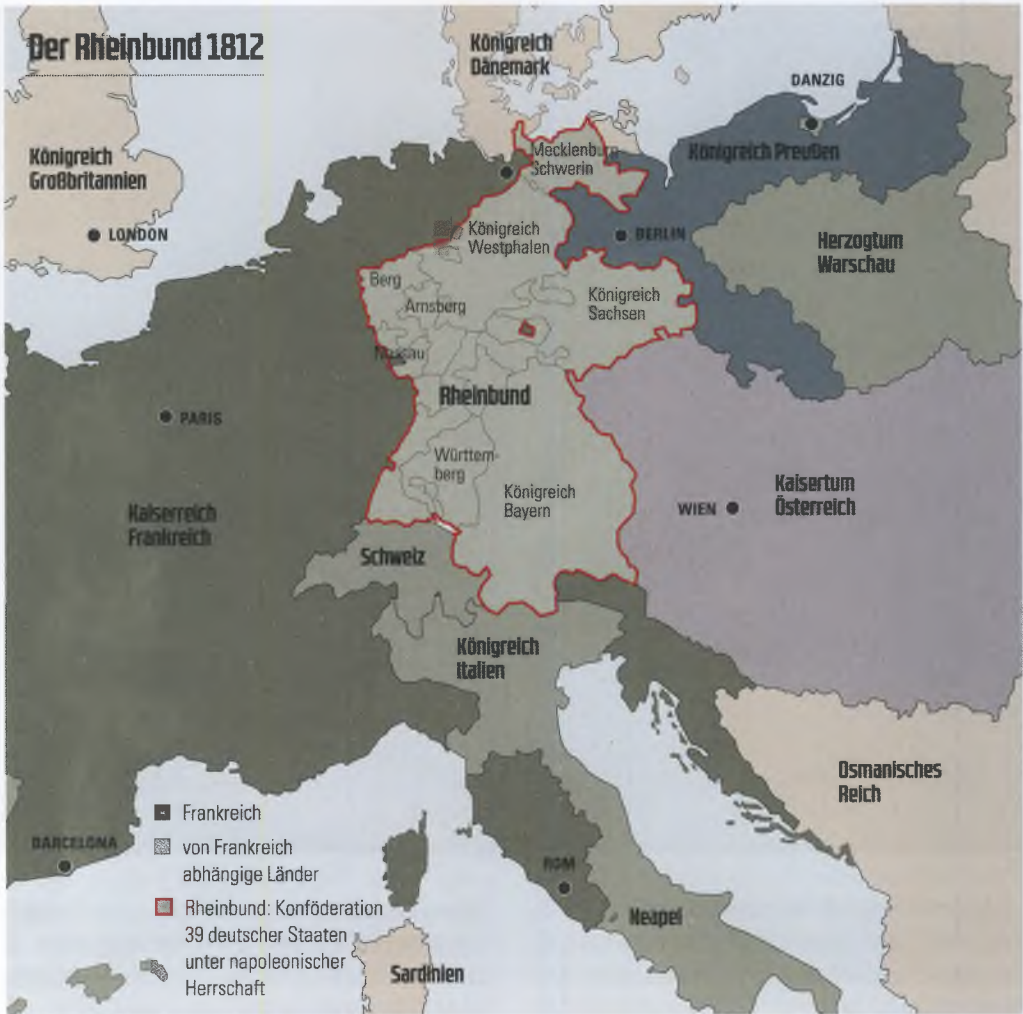 Der Rheinbund 1812
Königreich
Dänemark
DANZIG
Königreich
Großbritannien
Mecklenburg
Schwerin
Königreich Preußen
LONDON
Königreich
Westphalen
BERLIN
Herzogtum
Warschau
Berg
Arnsberg
Königreich
Sachsen
Nassau
Rheinbund
PARIS
Württem-
berg
Königreich
Bayern
Kaisertum
Österreich
WIEN
Kaiserreich
Frankreich
Schweiz
Königreich
Italien
Osmanisches
Reich
Frankreich
BARCELONA
von Frankreich
abhängige Länder
ROM
Rheinbund: Konföderation
39 deutscher Staaten
unter napoleonischer
Herrschaft
Neapel
Sardinien